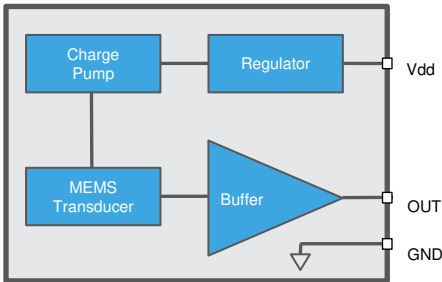 Charge
Pump
Regulator
Vdd
MEMS
Transducer
Buffer
OUT
GND